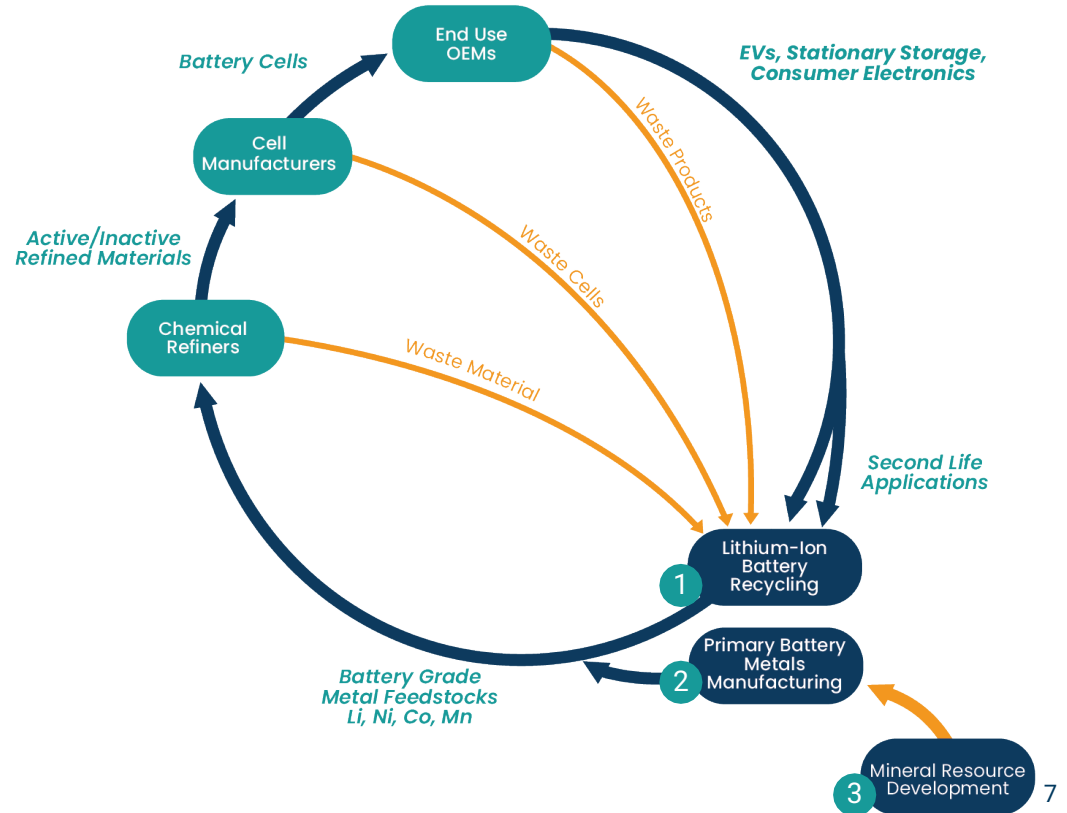 End Use
OEMs
Battery Cells
EVs, Stationary Storage,
Consumer Electronics
Waste Products
Cell
Manufacturers
Waste Cells
Active/Inactive
Refined Materials
Chemical
Refiners
Waste Material
Second Life
Applications
Lithium-Ion
Battery
Recycling
1
Primary Battery
Metals
Manufacturing
2
Battery Grade
Metal Feedstocks
Li, Ni, Co, Mn
Mineral Resource
Development
3
7